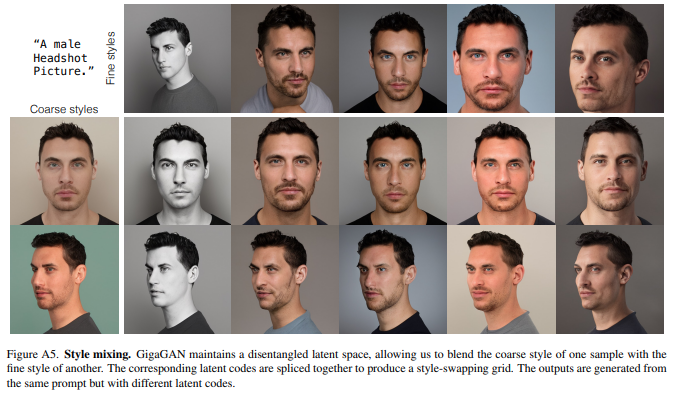 “A male
Headshot
Picture.”
Fine styles
Coarse styles
Figure A5. Style mixing. GigaGAN maintains a disentangled latent space, allowing us to blend the coarse style of one sample with the
fine style of another. The corresponding latent codes are spliced together to produce a style-swapping grid. The outputs are generated from
the same prompt but with different latent codes.